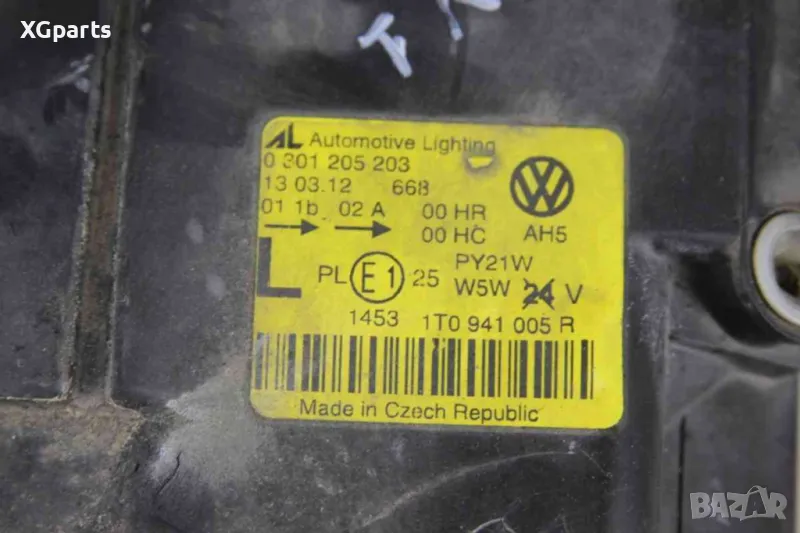 XGparts
AL Automotive Lighting
0 301 205 203
13 03.12 668
01 1b 02 A 00 HR
00 HC AH5
L PL E1 25 PY21W
W5W 24 V
1453 1T0 941 005 R
Made in Czech Republic
BAZAR